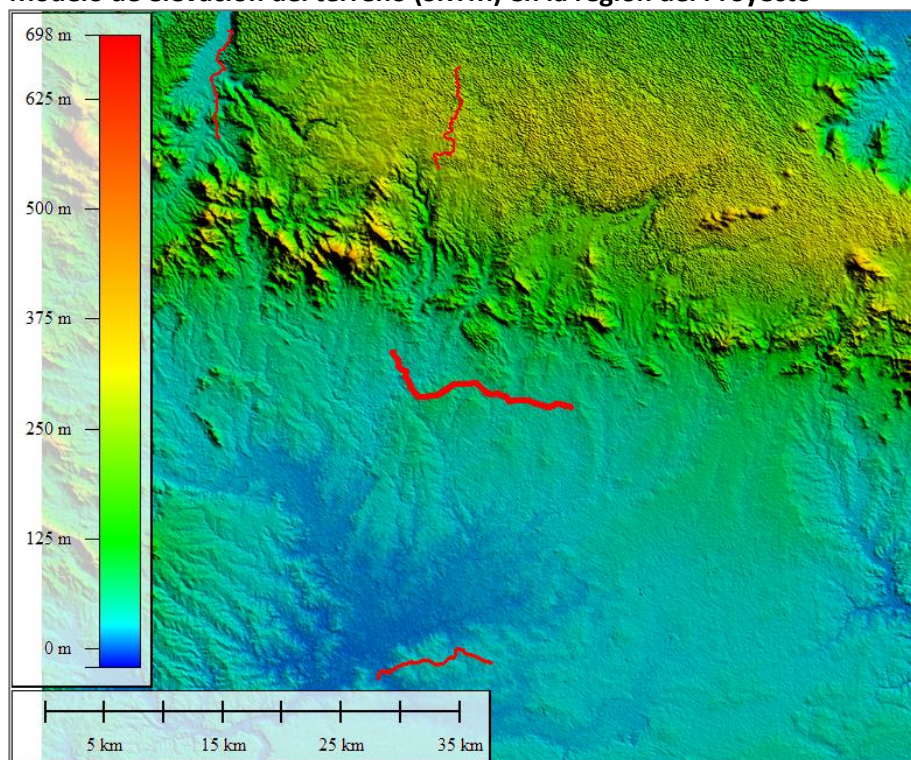 Modelo de elevación del terreno (SRTM) en la región del Proyecto
698 m
625 m
500 m
375 m
250 m
125 m
0 m
5 km 15 km 25 km 35 km